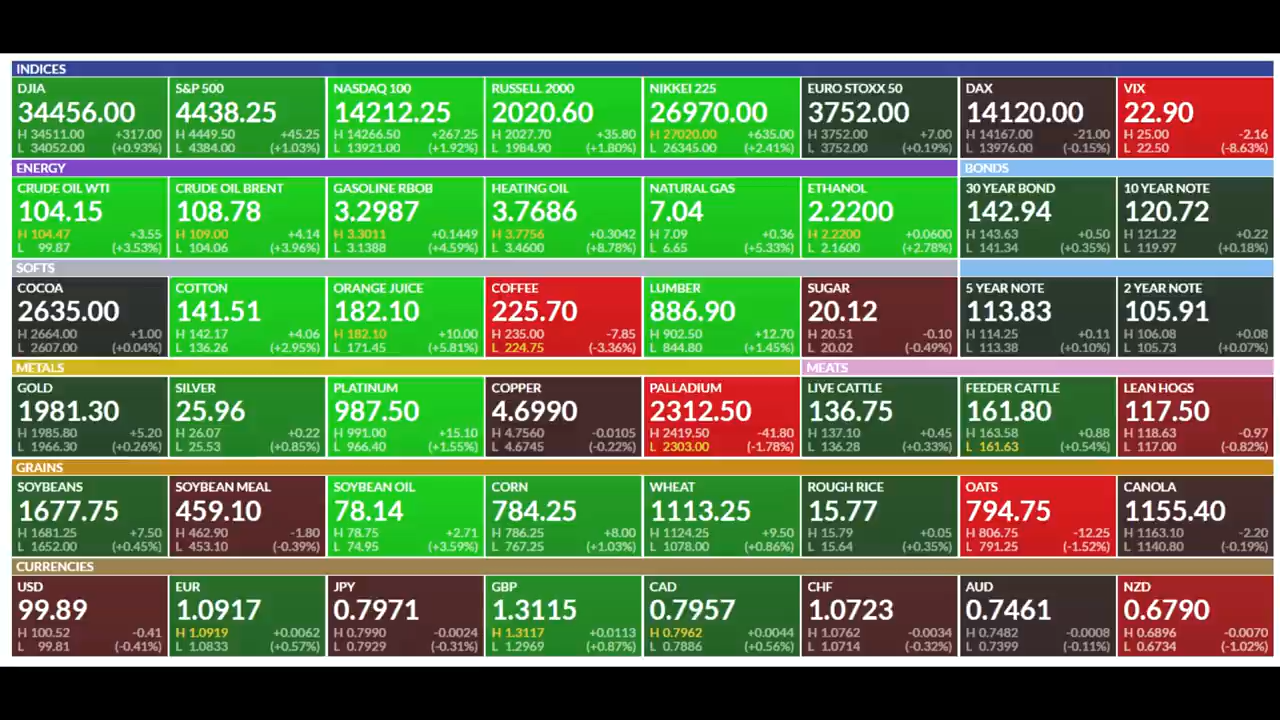 INDICES
DJIA S&P 500 NASDAQ 100 RUSSELL 2000 NIKKEI 225 EURO STOXX 50 DAX VIX
34456.00 4438.25 14212.25 2020.60 26970.00 3752.00 14120.00 22.90
H 34511.00 +317.00 H 4449.50 +45.25 H 14266.50 +267.25 H 2027.70 +35.80 H 27020.00 +635.00 H 3752.00 +7.00 H 14167.00 -21.00 H 25.00 -2.16
L 34052.00 (+0.93%) L 4384.00 (+1.03%) L 13921.00 (+1.92%) L 1984.90 (+1.80%) L 26345.00 (+2.41%) L 3752.00 (+0.19%) L 13976.00 (-0.15%) L 22.50 (-8.63%)
ENERGY BONDS
CRUDE OIL WTI CRUDE OIL BRENT GASOLINE RBOB HEATING OIL NATURAL GAS ETHANOL 30 YEAR BOND 10 YEAR NOTE
104.15 108.78 3.2987 3.7686 7.04 2.2200 142.94 120.72
H 104.47 +3.55 H 109.00 +4.14 H 3.3011 +0.1449 H 3.7756 +0.3042 H 7.09 +0.36 H 2.2200 +0.0600 H 143.63 +0.50 H 121.22 +0.22
L 99.87 (+3.53%) L 104.06 (+3.96%) L 3.1388 (+4.59%) L 3.4600 (+8.78%) L 6.65 (+5.33%) L 2.1600 (+2.78%) L 141.34 (+0.35%) L 119.97 (+0.18%)
SOFTS
COCOA COTTON ORANGE JUICE COFFEE LUMBER SUGAR 5 YEAR NOTE 2 YEAR NOTE
2635.00 141.51 182.10 225.70 886.90 20.12 113.83 105.91
H 2664.00 +1.00 H 142.17 +4.06 H 182.10 +10.00 H 235.00 -7.85 H 902.50 +12.70 H 20.51 -0.10 H 114.25 +0.11 H 106.08 +0.08
L 2607.00 (+0.04%) L 136.26 (+2.95%) L 171.45 (+5.81%) L 224.75 (-3.36%) L 844.80 (+1.45%) L 20.02 (-0.49%) L 113.38 (+0.10%) L 105.73 (+0.07%)
METALS MEATS
GOLD SILVER PLATINUM COPPER PALLADIUM LIVE CATTLE FEEDER CATTLE LEAN HOGS
1981.30 25.96 987.50 4.6990 2312.50 136.75 161.80 117.50
H 1985.80 +5.20 H 26.07 +0.22 H 991.00 +15.10 H 4.7560 -0.0105 H 2419.50 -41.80 H 137.10 +0.45 H 163.58 +0.88 H 118.63 -0.97
L 1966.30 (+0.26%) L 25.53 (+0.85%) L 966.40 (+1.55%) L 4.6745 (-0.22%) L 2303.00 (-1.78%) L 136.28 (+0.33%) L 161.63 (+0.54%) L 117.00 (-0.82%)
GRAINS
SOYBEANS SOYBEAN MEAL SOYBEAN OIL CORN WHEAT ROUGH RICE OATS CANOLA
1677.75 459.10 78.14 784.25 1113.25 15.77 794.75 1155.40
H 1681.25 +7.50 H 462.90 -1.80 H 78.75 +2.71 H 786.25 +8.00 H 1124.25 +9.50 H 15.79 +0.05 H 806.75 -12.25 H 1163.10 -2.20
L 1652.00 (+0.45%) L 453.10 (-0.39%) L 74.95 (+3.59%) L 767.25 (+1.03%) L 1078.00 (+0.86%) L 15.64 (+0.35%) L 791.25 (-1.52%) L 1140.80 (-0.19%)
CURRENCIES
USD EUR JPY GBP CAD CHF AUD NZD
99.89 1.0917 0.7971 1.3115 0.7957 1.0723 0.7461 0.6790
H 100.52 -0.41 H 1.0919 +0.0062 H 0.7990 -0.0024 H 1.3117 +0.0113 H 0.7962 +0.0044 H 1.0762 -0.0034 H 0.7482 -0.0008 H 0.6896 -0.0070
L 99.81 (-0.41%) L 1.0833 (+0.57%) L 0.7929 (-0.31%) L 1.2969 (+0.87%) L 0.7886 (+0.56%) L 1.0714 (-0.32%) L 0.7399 (-0.11%) L 0.6734 (-1.02%)